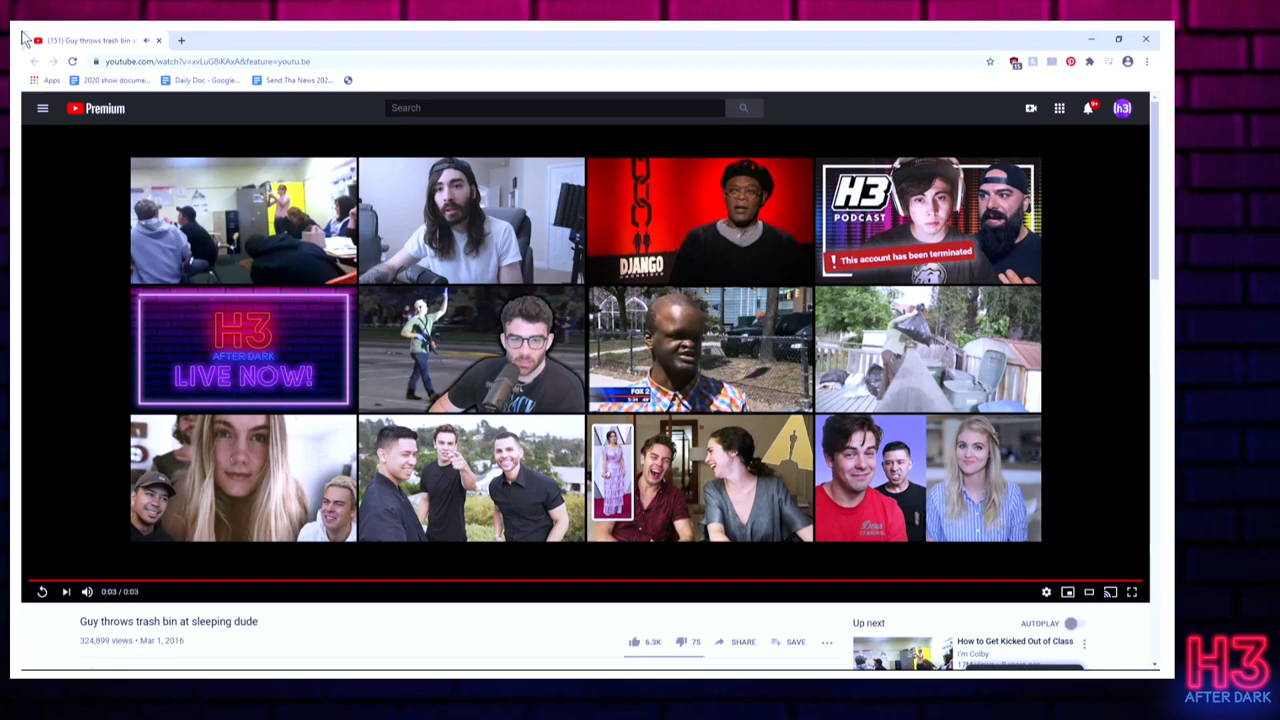 (151) Guy throws trash bin a
youtube.com/watch?v=xvLuG8iKAxA&feature=youtu.be
Apps 2020 show docume... Daily Doc - Google... Send Tha News 202...
Premium
Search
9+
h3
H3
PODCAST
This account has been terminated
DJANGO
H3
AFTER DARK
LIVE NOW!
FOX 2
0:03 / 0:03
Guy throws trash bin at sleeping dude
324,899 views • Mar 1, 2016
6.3K 75 SHARE SAVE
Up next
AUTOPLAY
How to Get Kicked Out of Class
I'm Colby
H3
AFTER DARK